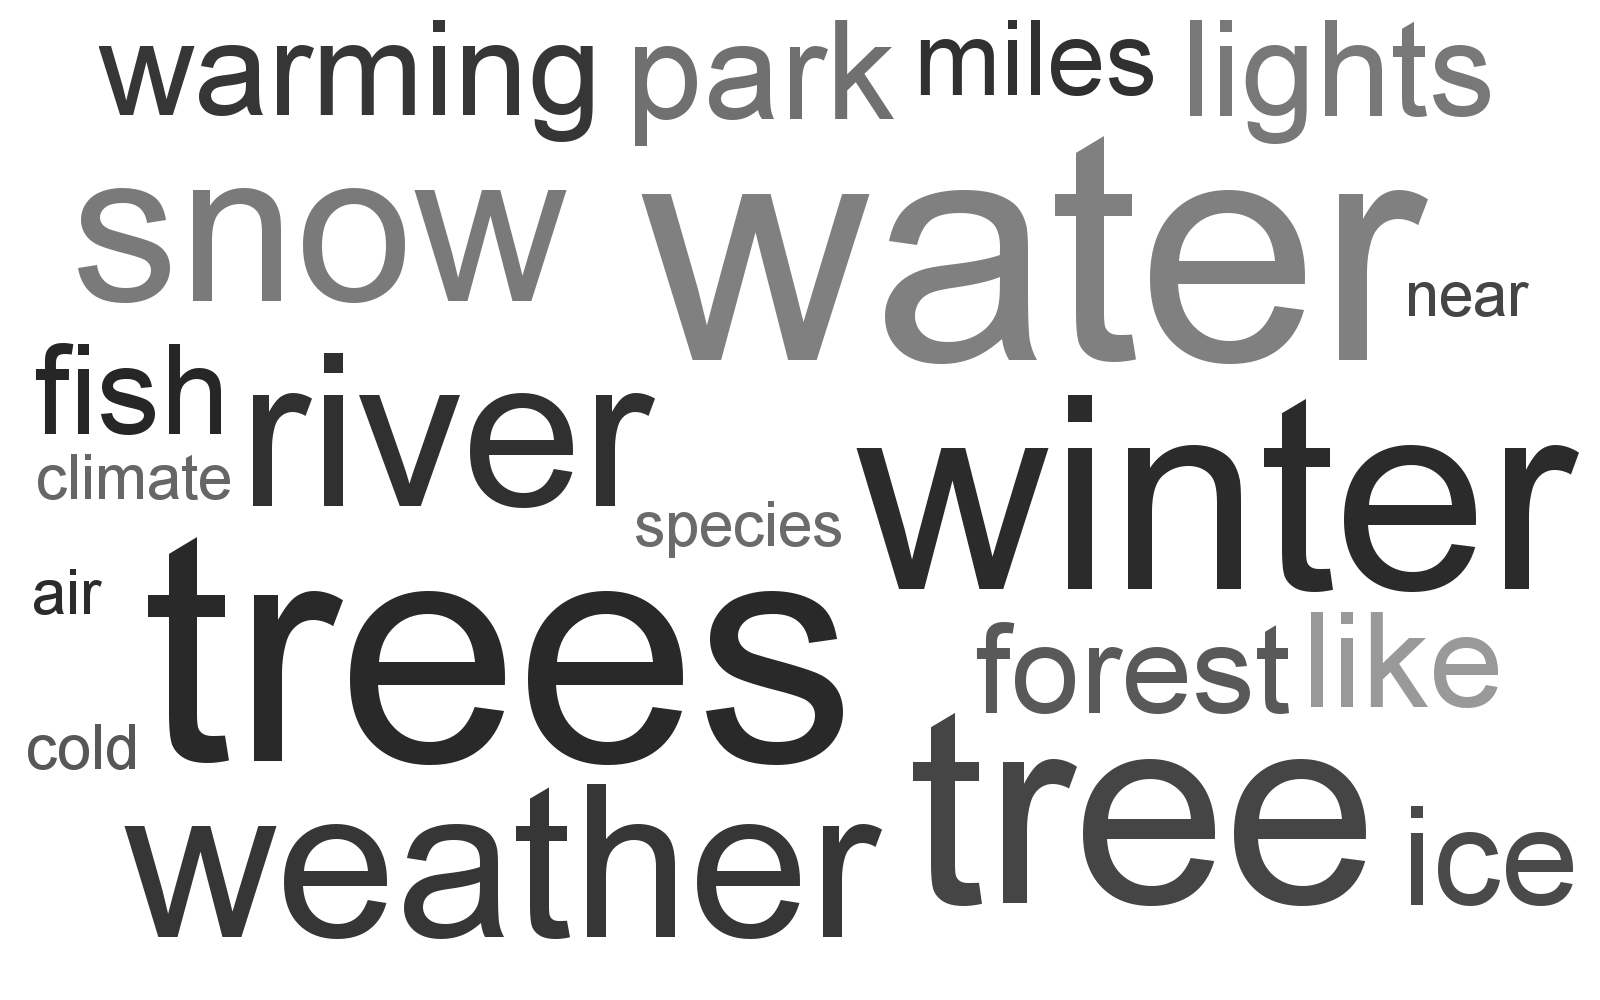 warming park miles lights
snow water near
fish river winter
climate species
air trees forest like
cold tree ice
weather